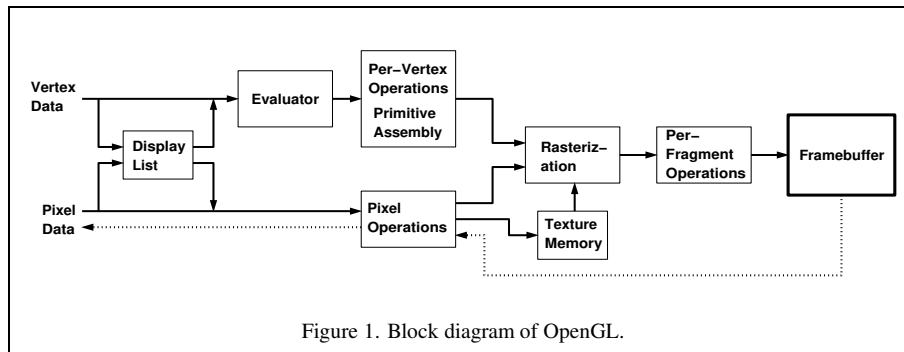 Vertex
Data
Evaluator
Per–Vertex
Operations
Primitive
Assembly
Display
List
Rasteriz–
ation
Per–
Fragment
Operations
Framebuffer
Pixel
Data
Pixel
Operations
Texture
Memory
Figure 1. Block diagram of OpenGL.